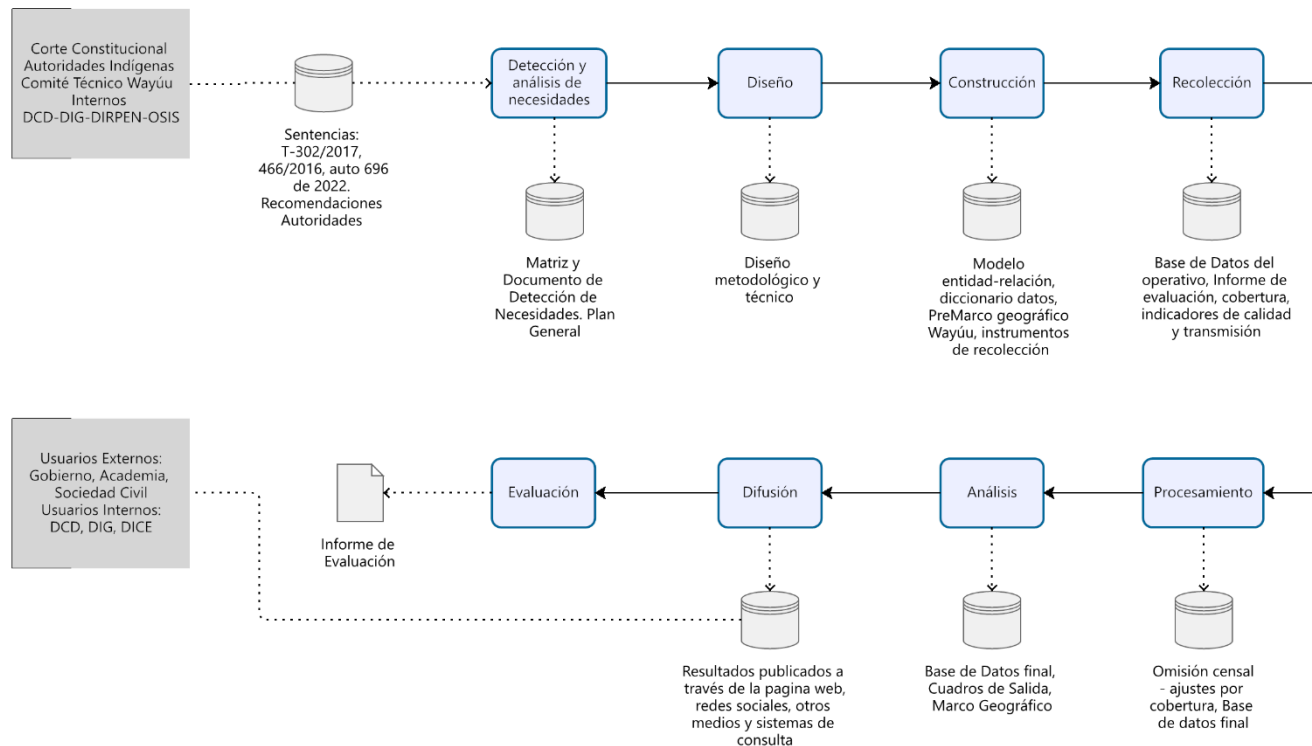 Corte Constitucional
Autoridades Indígenas
Comité Técnico Wayúu
Internos
DCD-DIG-DIRPEN-OSIS
Sentencias:
T-302/2017,
466/2016, auto 696
de 2022.
Recomendaciones
Autoridades
Detección y
análisis de
necesidades
Matriz y
Documento de
Detección de
Necesidades. Plan
General
Diseño
Diseño
metodológico y
técnico
Construcción
Modelo
entidad-relación,
diccionario datos,
PreMarco geográfico
Wayúu, instrumentos
de recolección
Recolección
Base de Datos del
operativo, Informe de
evaluación, cobertura,
indicadores de calidad
y transmisión
Usuarios Externos:
Gobierno, Academia,
Sociedad Civil
Usuarios Internos:
DCD, DIG, DICE
Informe de
Evaluación
Evaluación
Difusión
Resultados publicados a
través de la pagina web,
redes sociales, otros
medios y sistemas de
consulta
Análisis
Base de Datos final,
Cuadros de Salida,
Marco Geográfico
Procesamiento
Omisión censal
- ajustes por
cobertura, Base
de datos final